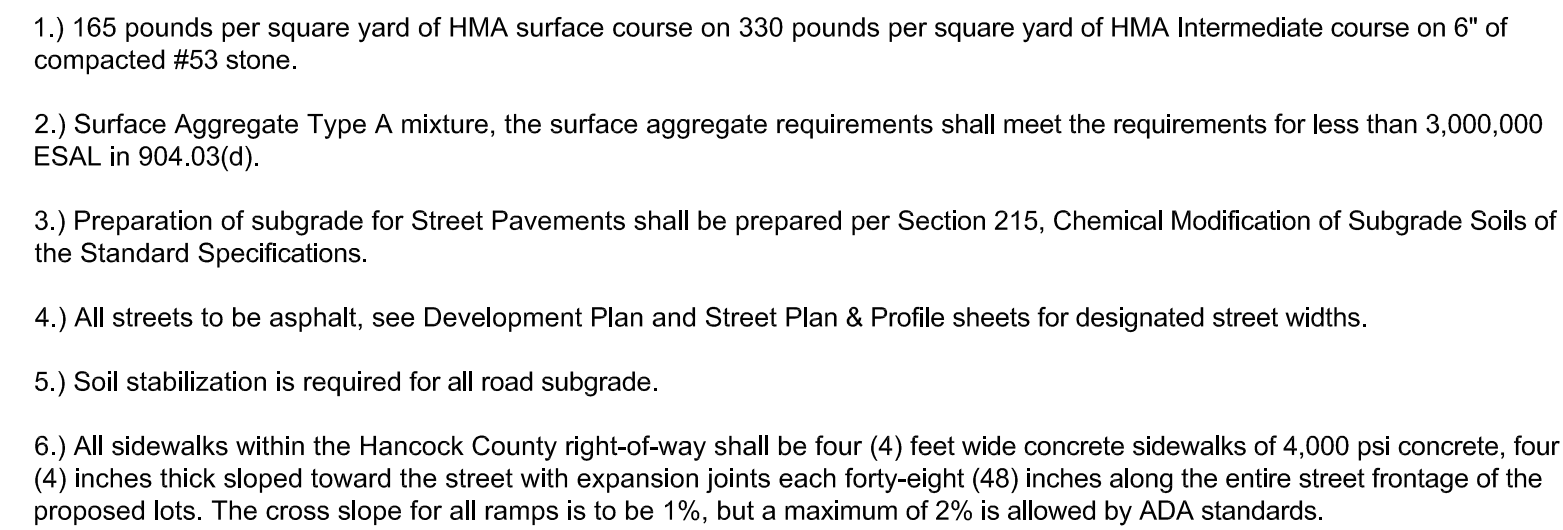 1.) 165 pounds per square yard of HMA surface course on 330 pounds per square yard of HMA Intermediate course on 6" of
compacted #53 stone.
2.) Surface Aggregate Type A mixture, the surface aggregate requirements shall meet the requirements for less than 3,000,000
ESAL in 904.03(d).
3.) Preparation of subgrade for Street Pavements shall be prepared per Section 215, Chemical Modification of Subgrade Soils of
the Standard Specifications.
4.) All streets to be asphalt, see Development Plan and Street Plan & Profile sheets for designated street widths.
5.) Soil stabilization is required for all road subgrade.
6.) All sidewalks within the Hancock County right-of-way shall be four (4) feet wide concrete sidewalks of 4,000 psi concrete, four
(4) inches thick sloped toward the street with expansion joints each forty-eight (48) inches along the entire street frontage of the
proposed lots. The cross slope for all ramps is to be 1%, but a maximum of 2% is allowed by ADA standards.